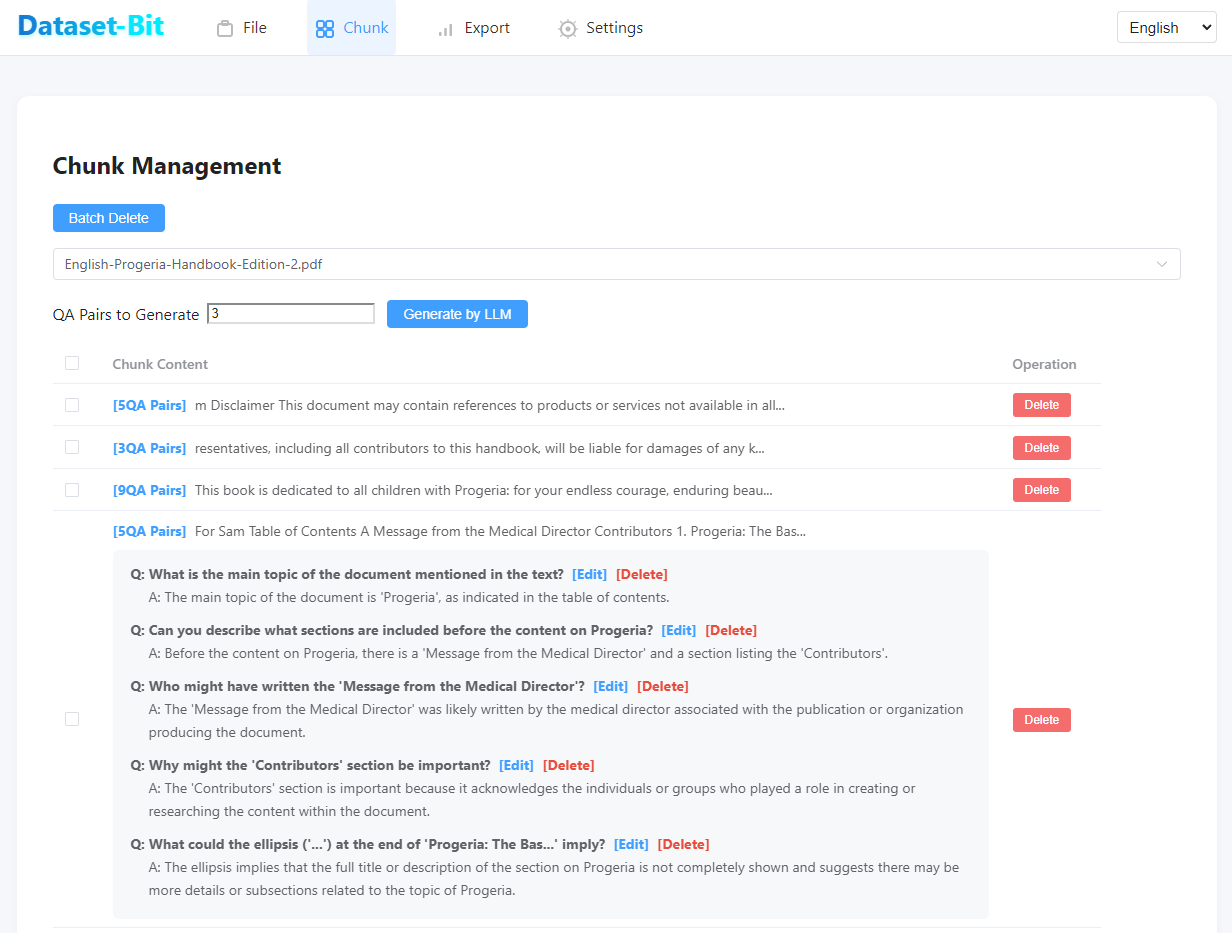 Dataset-Bit File Chunk Export Settings English
Chunk Management
Batch Delete
English-Progeria-Handbook-Edition-2.pdf
QA Pairs to Generate 3 Generate by LLM
Chunk Content Operation
[5QA Pairs] m Disclaimer This document may contain references to products or services not available in all... Delete
[3QA Pairs] resentatives, including all contributors to this handbook, will be liable for damages of any k... Delete
[9QA Pairs] This book is dedicated to all children with Progeria: for your endless courage, enduring beau... Delete
[5QA Pairs] For Sam Table of Contents A Message from the Medical Director Contributors 1. Progeria: The Bas...
Q: What is the main topic of the document mentioned in the text? [Edit] [Delete]
A: The main topic of the document is 'Progeria', as indicated in the table of contents.
Q: Can you describe what sections are included before the content on Progeria? [Edit] [Delete]
A: Before the content on Progeria, there is a 'Message from the Medical Director' and a section listing the 'Contributors'.
Q: Who might have written the 'Message from the Medical Director'? [Edit] [Delete]
A: The 'Message from the Medical Director' was likely written by the medical director associated with the publication or organization
producing the document.
Delete
Q: Why might the 'Contributors' section be important? [Edit] [Delete]
A: The 'Contributors' section is important because it acknowledges the individuals or groups who played a role in creating or
researching the content within the document.
Q: What could the ellipsis ('...') at the end of 'Progeria: The Bas...' imply? [Edit] [Delete]
A: The ellipsis implies that the full title or description of the section on Progeria is not completely shown and suggests there may be
more details or subsections related to the topic of Progeria.